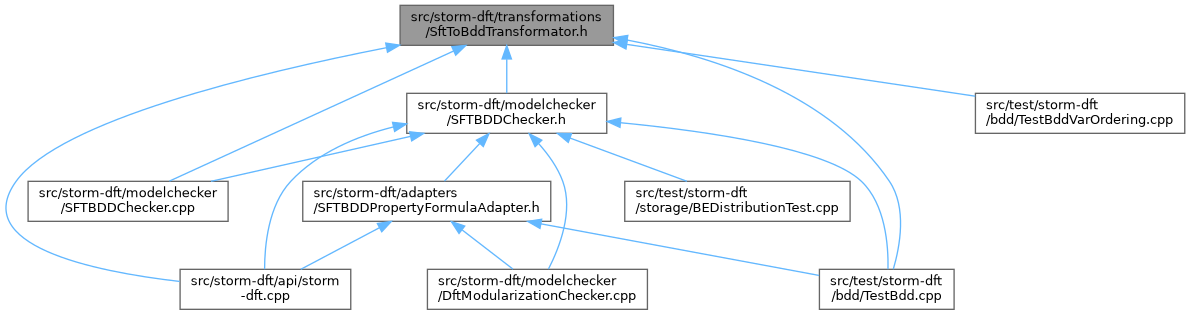 src/storm-dft/transformations
/SftToBddTransformator.h
src/storm-dft/modelchecker
/SFTBDDChecker.h
src/test/storm-dft
/bdd/TestBddVarOrdering.cpp
src/storm-dft/modelchecker
/SFTBDDChecker.cpp
src/storm-dft/adapters
/SFTBDDPropertyFormulaAdapter.h
src/test/storm-dft
/storage/BEDistributionTest.cpp
src/storm-dft/api/storm
-dft.cpp
src/storm-dft/modelchecker
/DftModularizationChecker.cpp
src/test/storm-dft
/bdd/TestBdd.cpp